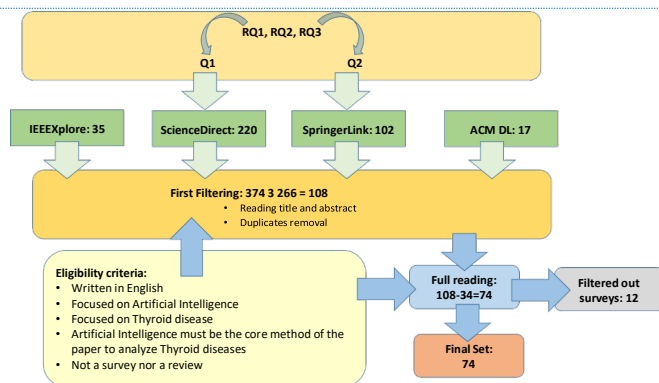 RQ1, RQ2, RQ3
Q1
Q2
IEEEXplore: 35
ScienceDirect: 220
SpringerLink: 102
ACM DL: 17
First Filtering: 374 3 266 = 108
• Reading title and abstract
• Duplicates removal
Eligibility criteria:
• Written in English
• Focused on Artificial Intelligence
• Focused on Thyroid disease
• Artificial Intelligence must be the core method of the
paper to analyze Thyroid diseases
• Not a survey nor a review
Full reading:
108-34=74
Filtered out
surveys: 12
Final Set:
74